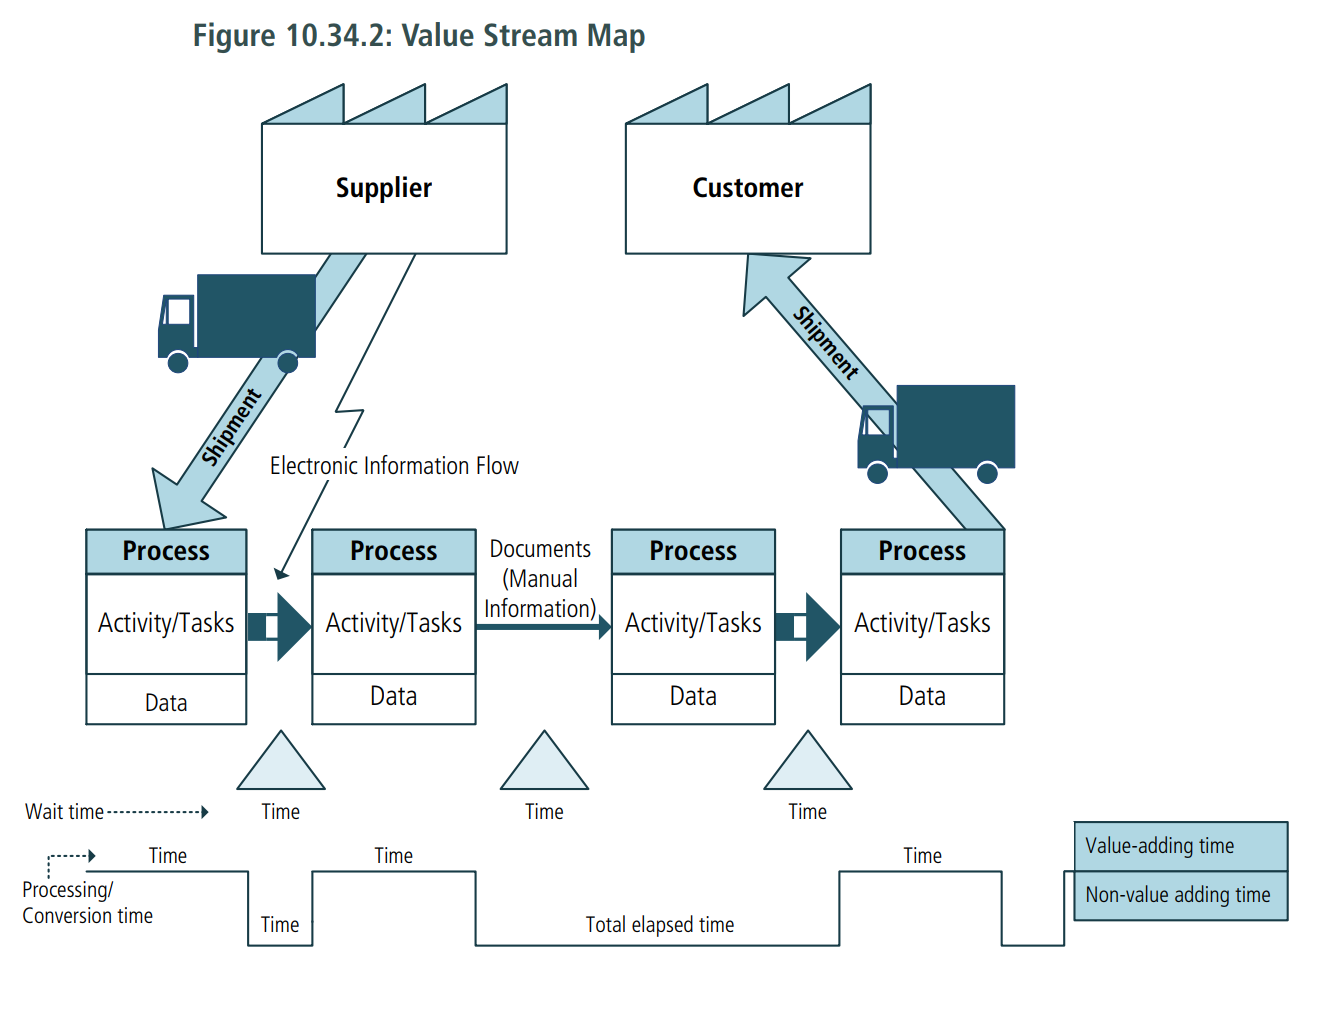 Figure 10.34.2: Value Stream Map
Supplier
Customer
Shipment
Shipment
Electronic Information Flow
Process
Activity/Tasks
Data
Process
Activity/Tasks
Data
Documents
(Manual
Information)
Process
Activity/Tasks
Data
Process
Activity/Tasks
Data
Wait time
Time
Time
Time
Processing/
Conversion time
Time
Time
Time
Time
Total elapsed time
Value-adding time
Non-value adding time